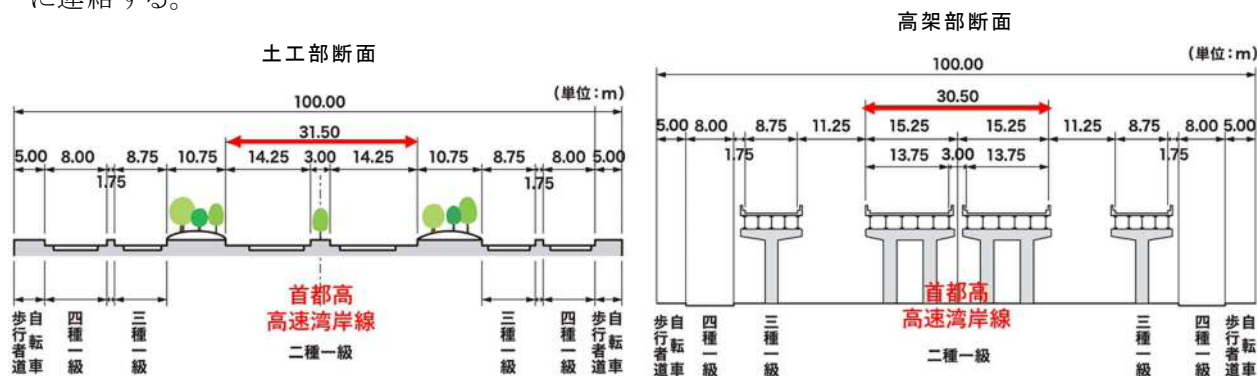 に連絡する。
土工部断面
(単位:m)
100.00
31.50
5.00 8.00 8.75 10.75 14.25 3.00 14.25 10.75 8.75 8.00 5.00
1.75 1.75
首都高
高速湾岸線
二種一級
自転車歩行者道
四種一級
三種一級
三種一級
四種一級
自転車歩行者道
高架部断面
(単位:m)
100.00
30.50
5.00 8.00 8.75 11.25 15.25 15.25 11.25 8.75 8.00 5.00
1.75 13.75 3.00 13.75 1.75
首都高
高速湾岸線
二種一級
自転車歩行者道
四種一級
三種一級
三種一級
四種一級
自転車歩行者道